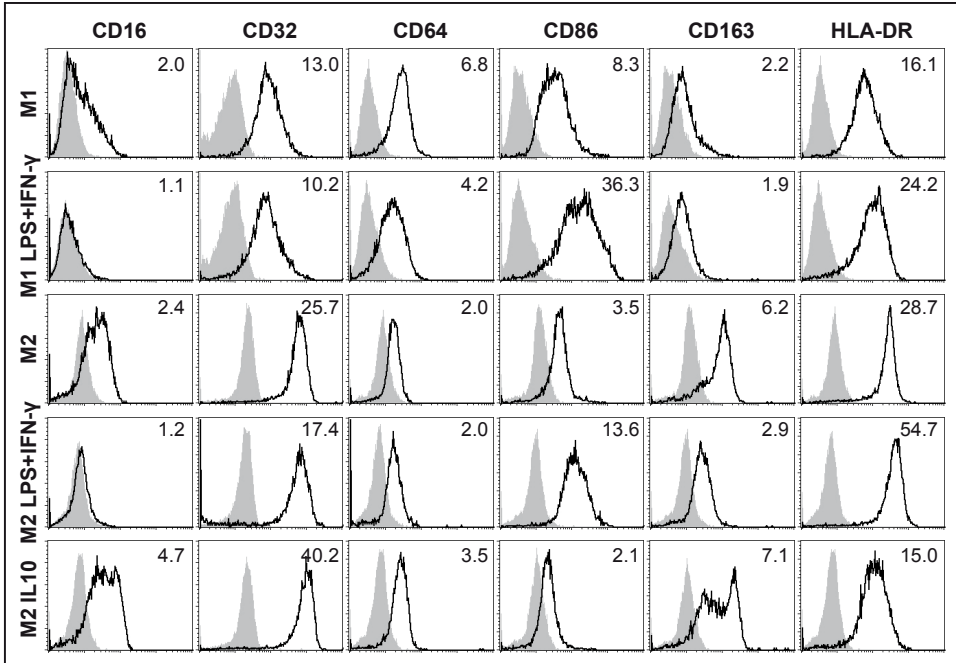 CD16 CD32 CD64 CD86 CD163 HLA-DR
M1 2.0 13.0 6.8 8.3 2.2 16.1
M1 LPS+IFN-γ 1.1 10.2 4.2 36.3 1.9 24.2
M2 2.4 25.7 2.0 3.5 6.2 28.7
M2 LPS+IFN-γ 1.2 17.4 2.0 13.6 2.9 54.7
M2 IL10 4.7 40.2 3.5 2.1 7.1 15.0